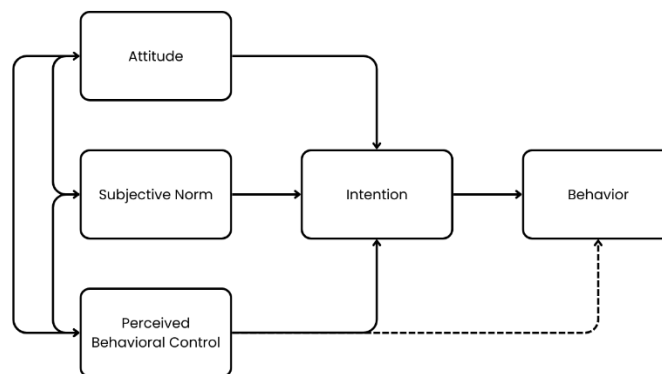 Attitude
Subjective Norm
Intention
Behavior
Perceived
Behavioral Control